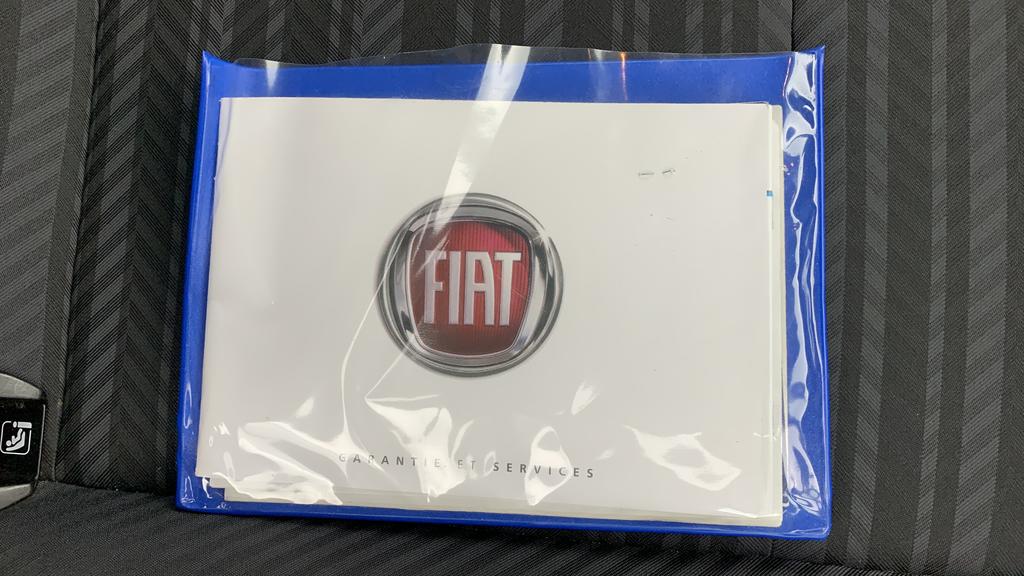 FIAT
GARANTIE ET SERVICES